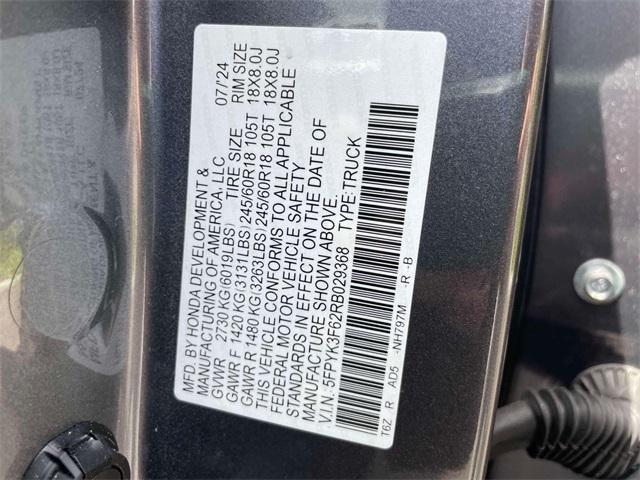 MFD. BY HONDA DEVELOPMENT &
MANUFACTURING OF AMERICA, LLC 07/'24
GVWR 2730 KG(6019LBS) TIRE SIZE RIM SIZE
GAWR F 1420 KG(3131LBS) 245/60R18 105T 18X8.0J
GAWR R 1480 KG(3263LBS) 245/60R18 105T 18X8.0J
THIS VEHICLE CONFORMS TO ALL APPLICABLE
FEDERAL MOTOR VEHICLE SAFETY
STANDARDS IN EFFECT ON THE DATE OF
MANUFACTURE SHOWN ABOVE.
V.I.N: 5FPYK3F62RB029368 TYPE:TRUCK
T6Z R AD5 -NH797M -R -B